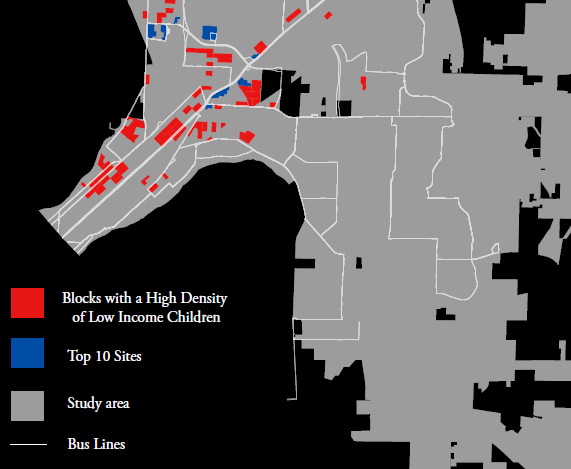 Blocks with a High Density
of Low Income Children
Top 10 Sites
Study area
Bus Lines